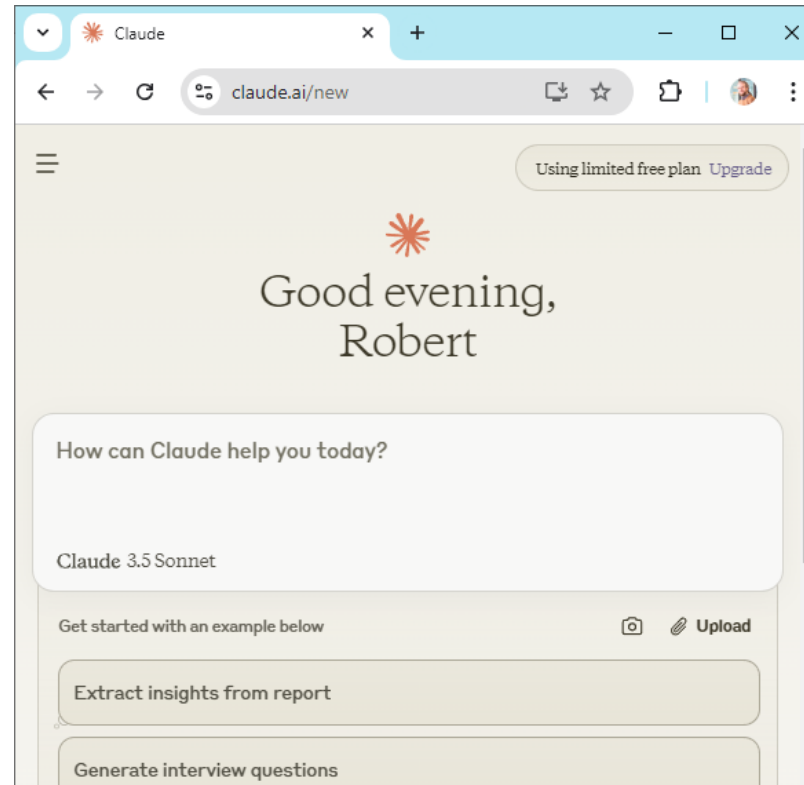 Claude
claude.ai/new
Using limited free plan Upgrade
Good evening,
Robert
How can Claude help you today?
Claude 3.5 Sonnet
Get started with an example below
Upload
Extract insights from report
Generate interview questions